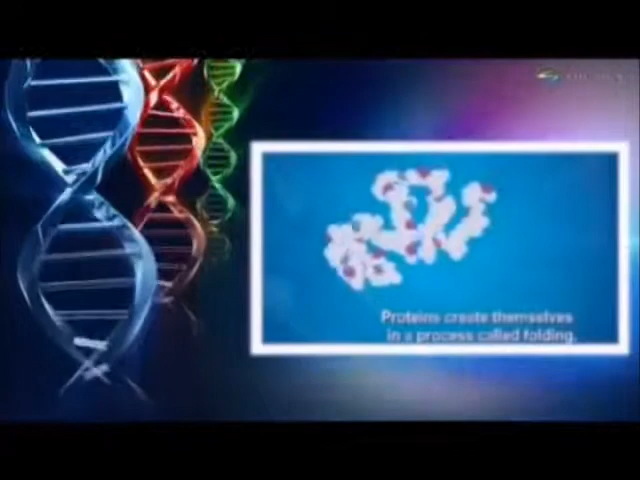 Proteins create themselves
in a process called folding.